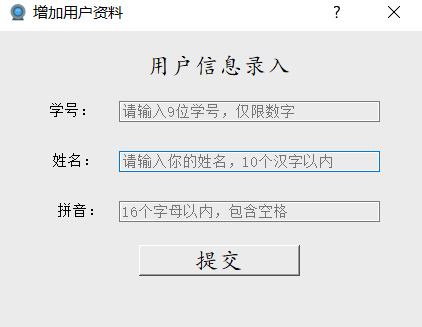 增加用户资料 ?
用户信息录入
学号： 请输入9位学号，仅限数字
姓名： 请输入你的姓名，10个汉字以内
拼音： 16个字母以内，包含空格
提交